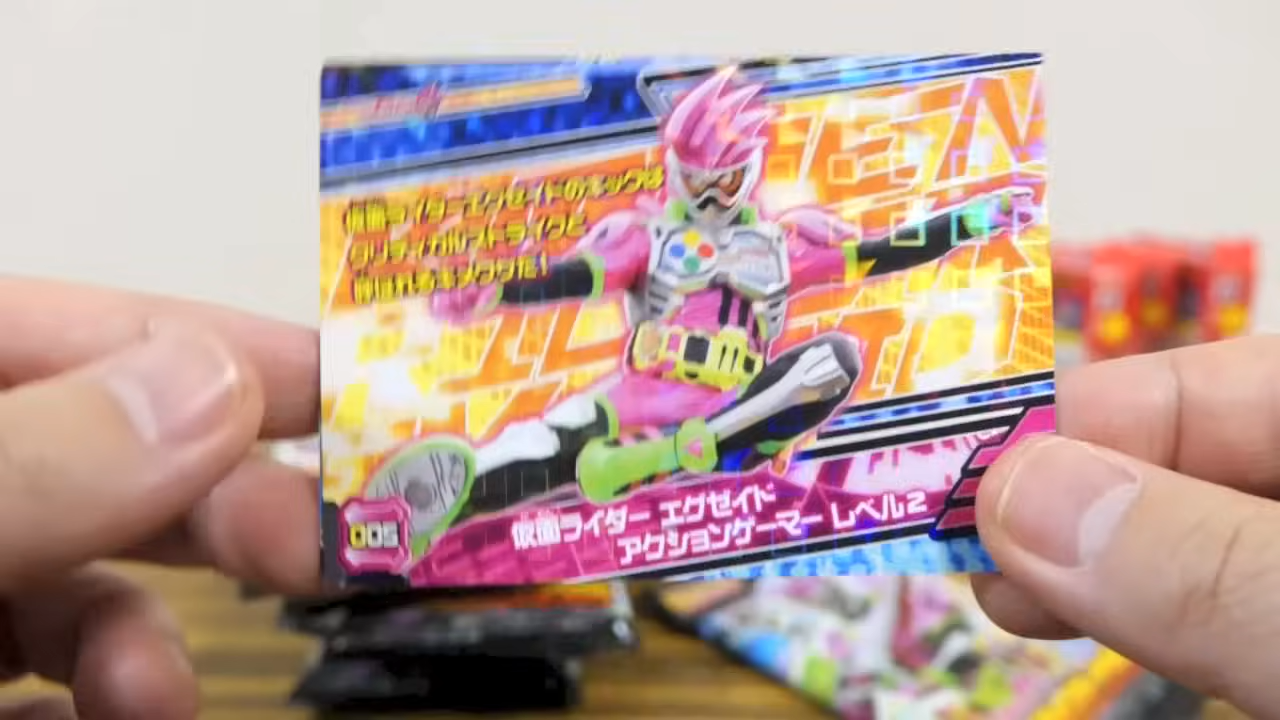 仮面ライダーエグゼイドのキックは
クリティカルストライクと
呼ばれるキメワザだ!
005
仮面ライダー エグゼイド
アクションゲーマー レベル2